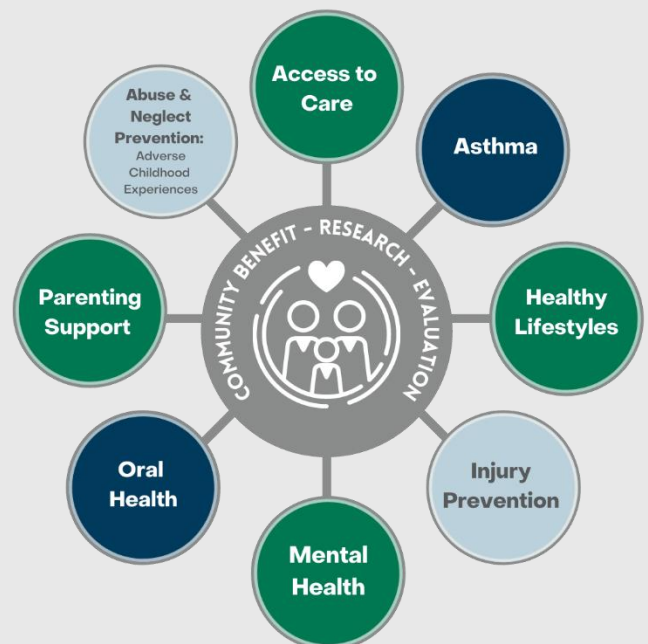 Access to
Care
Asthma
Healthy
Lifestyles
Injury
Prevention
Mental
Health
Oral
Health
Parenting
Support
Abuse &
Neglect
Prevention:
Adverse
Childhood
Experiences
COMMUNITY BENEFIT - RESEARCH - EVALUATION